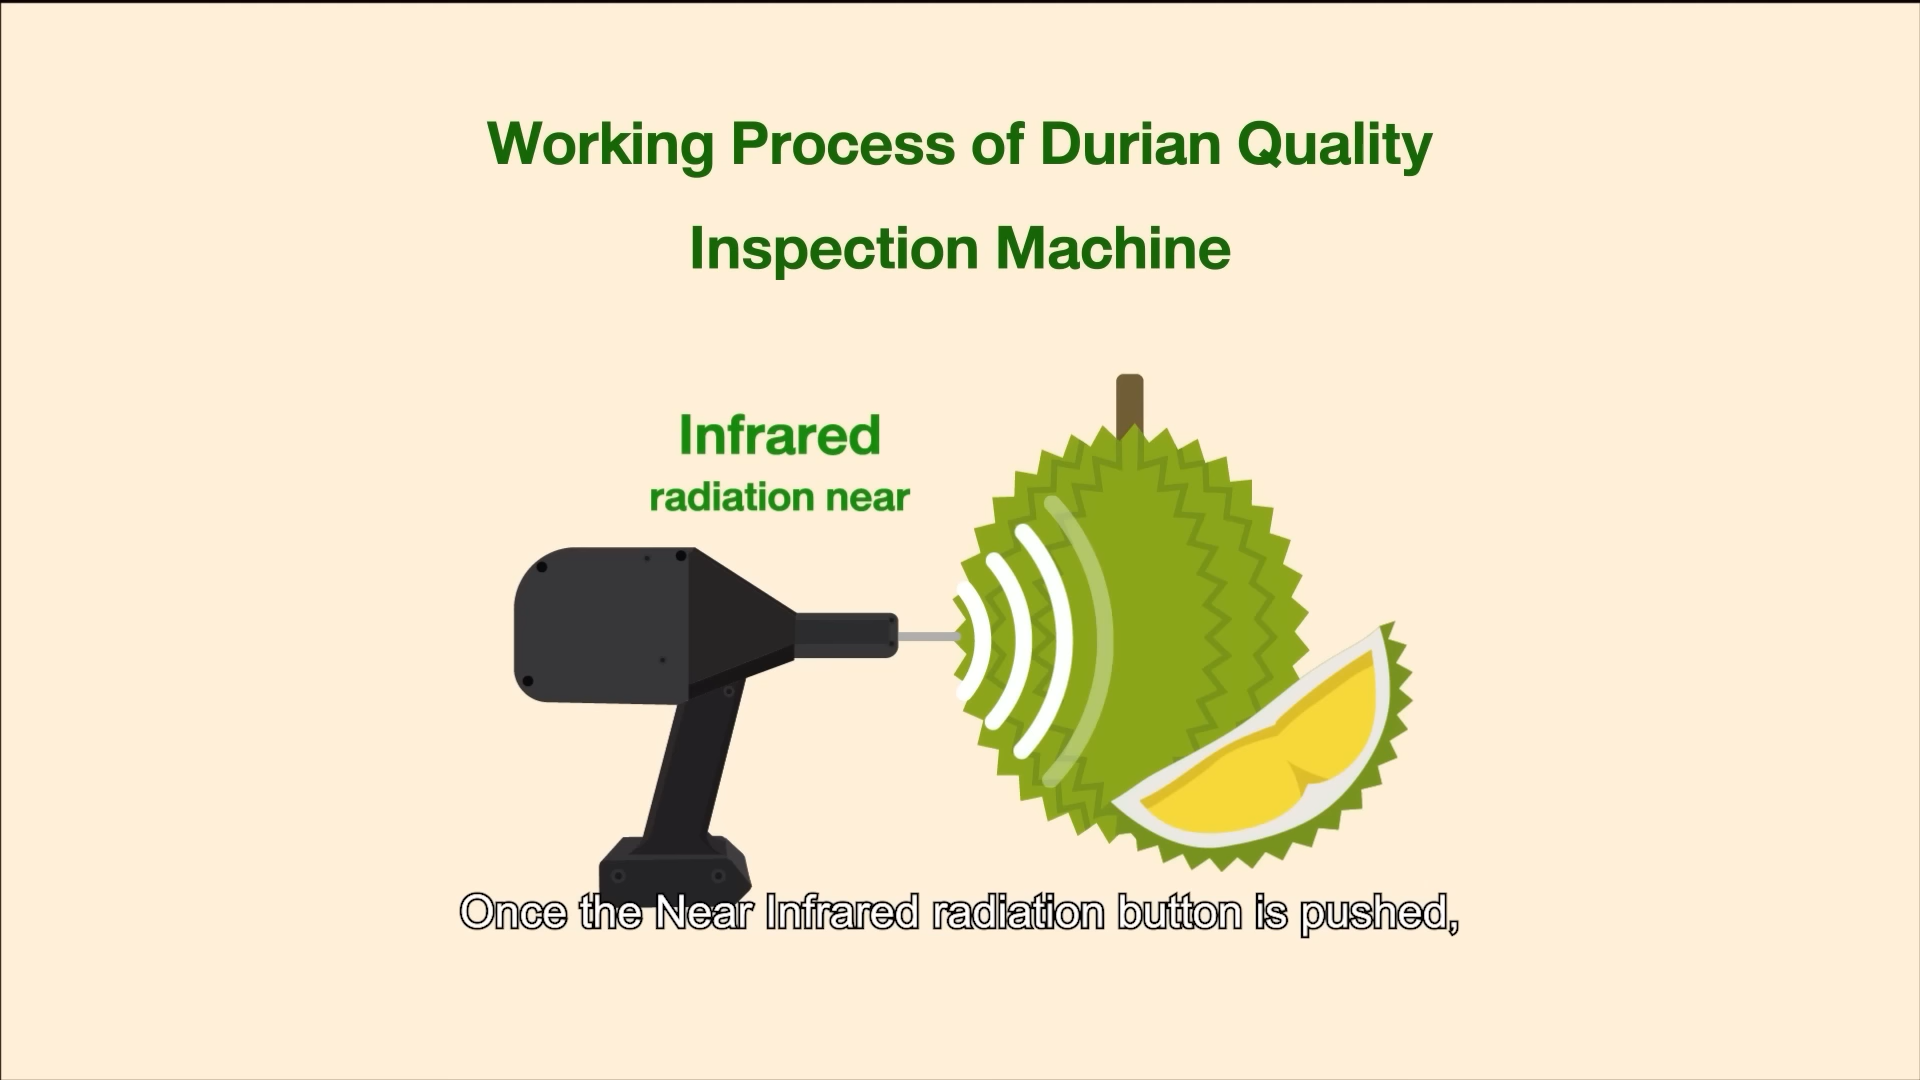 Working Process of Durian Quality
Inspection Machine
Infrared
radiation near
Once the Near Infrared radiation button is pushed,